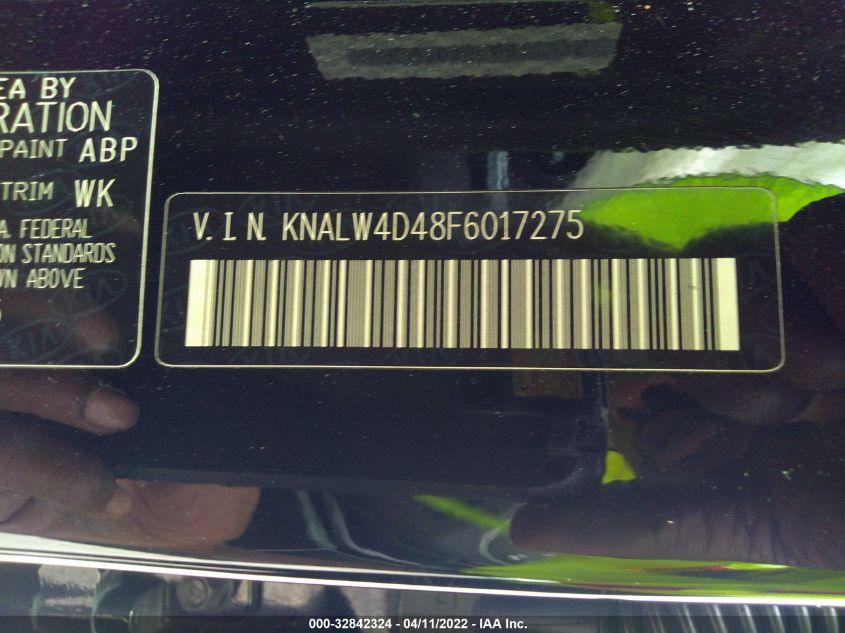 EA BY
RATION
PAINT ABP
TRIM WK
A. FEDERAL
ON STANDARDS
WN ABOVE
V.I.N. KNALW4D48F6017275
KIA
000-32842324 - 04/11/2022 - IAA Inc.